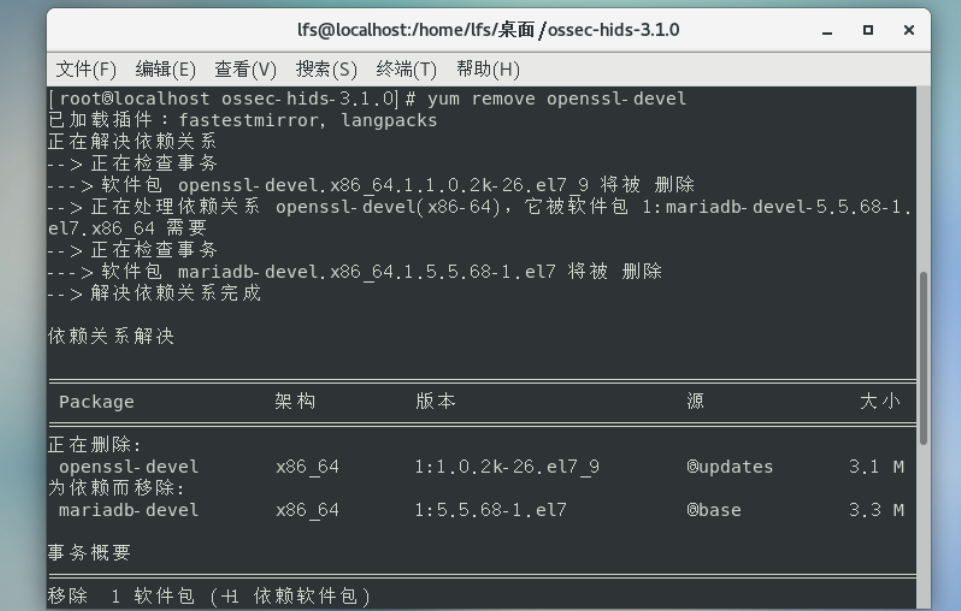 lfs@localhost:/home/lfs/桌面/ossec-hids-3.1.0
文件(F) 编辑(E) 查看(V) 搜索(S) 终端(T) 帮助(H)
[root@localhost ossec-hids-3.1.0]# yum remove openssl-devel
已加载插件：fastestmirror, langpacks
正在解决依赖关系
--> 正在检查事务
---> 软件包 openssl-devel.x86_64.1.1.0.2k-26.el7_9 将被 删除
--> 正在处理依赖关系 openssl-devel(x86-64)，它被软件包 1:mariadb-devel-5.5.68-1.
el7.x86_64 需要
--> 正在检查事务
---> 软件包 mariadb-devel.x86_64.1.5.5.68-1.el7 将被 删除
--> 解决依赖关系完成
依赖关系解决
Package 架构 版本 源 大小
正在删除:
openssl-devel x86_64 1:1.0.2k-26.el7_9 @updates 3.1 M
为依赖而移除:
mariadb-devel x86_64 1:5.5.68-1.el7 @base 3.3 M
事务概要
移除 1 软件包 (+1 依赖软件包)